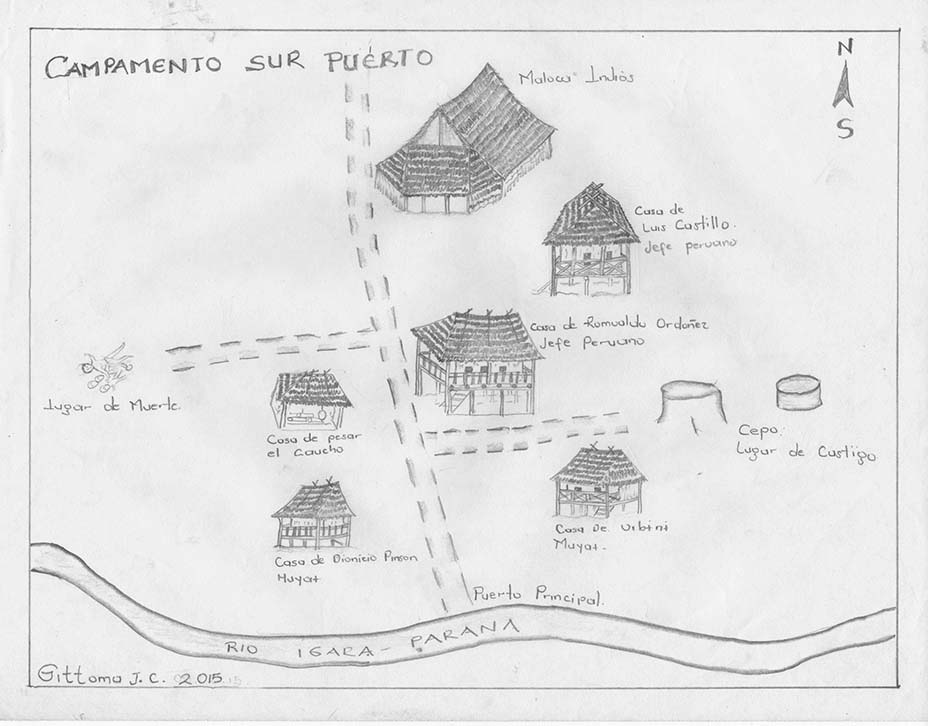 CAMPAMENTO SUR PUÉRTO
N
S
Maloca Indiós
Casa de
Luis Castillo.
Jefe peruano
Casa de Romualdo Ordoñez
Jefe Peruano
Lugar de Muerte.
Casa de pesar
el Caucho
Cepo.
Lugar de Castigo
Casa De Urbini
Muyat.
Casa de Dionicio Pinson
Muyat
Puerto Principal.
RIO IGARA-PARANA
Gittoma J.C. 2015